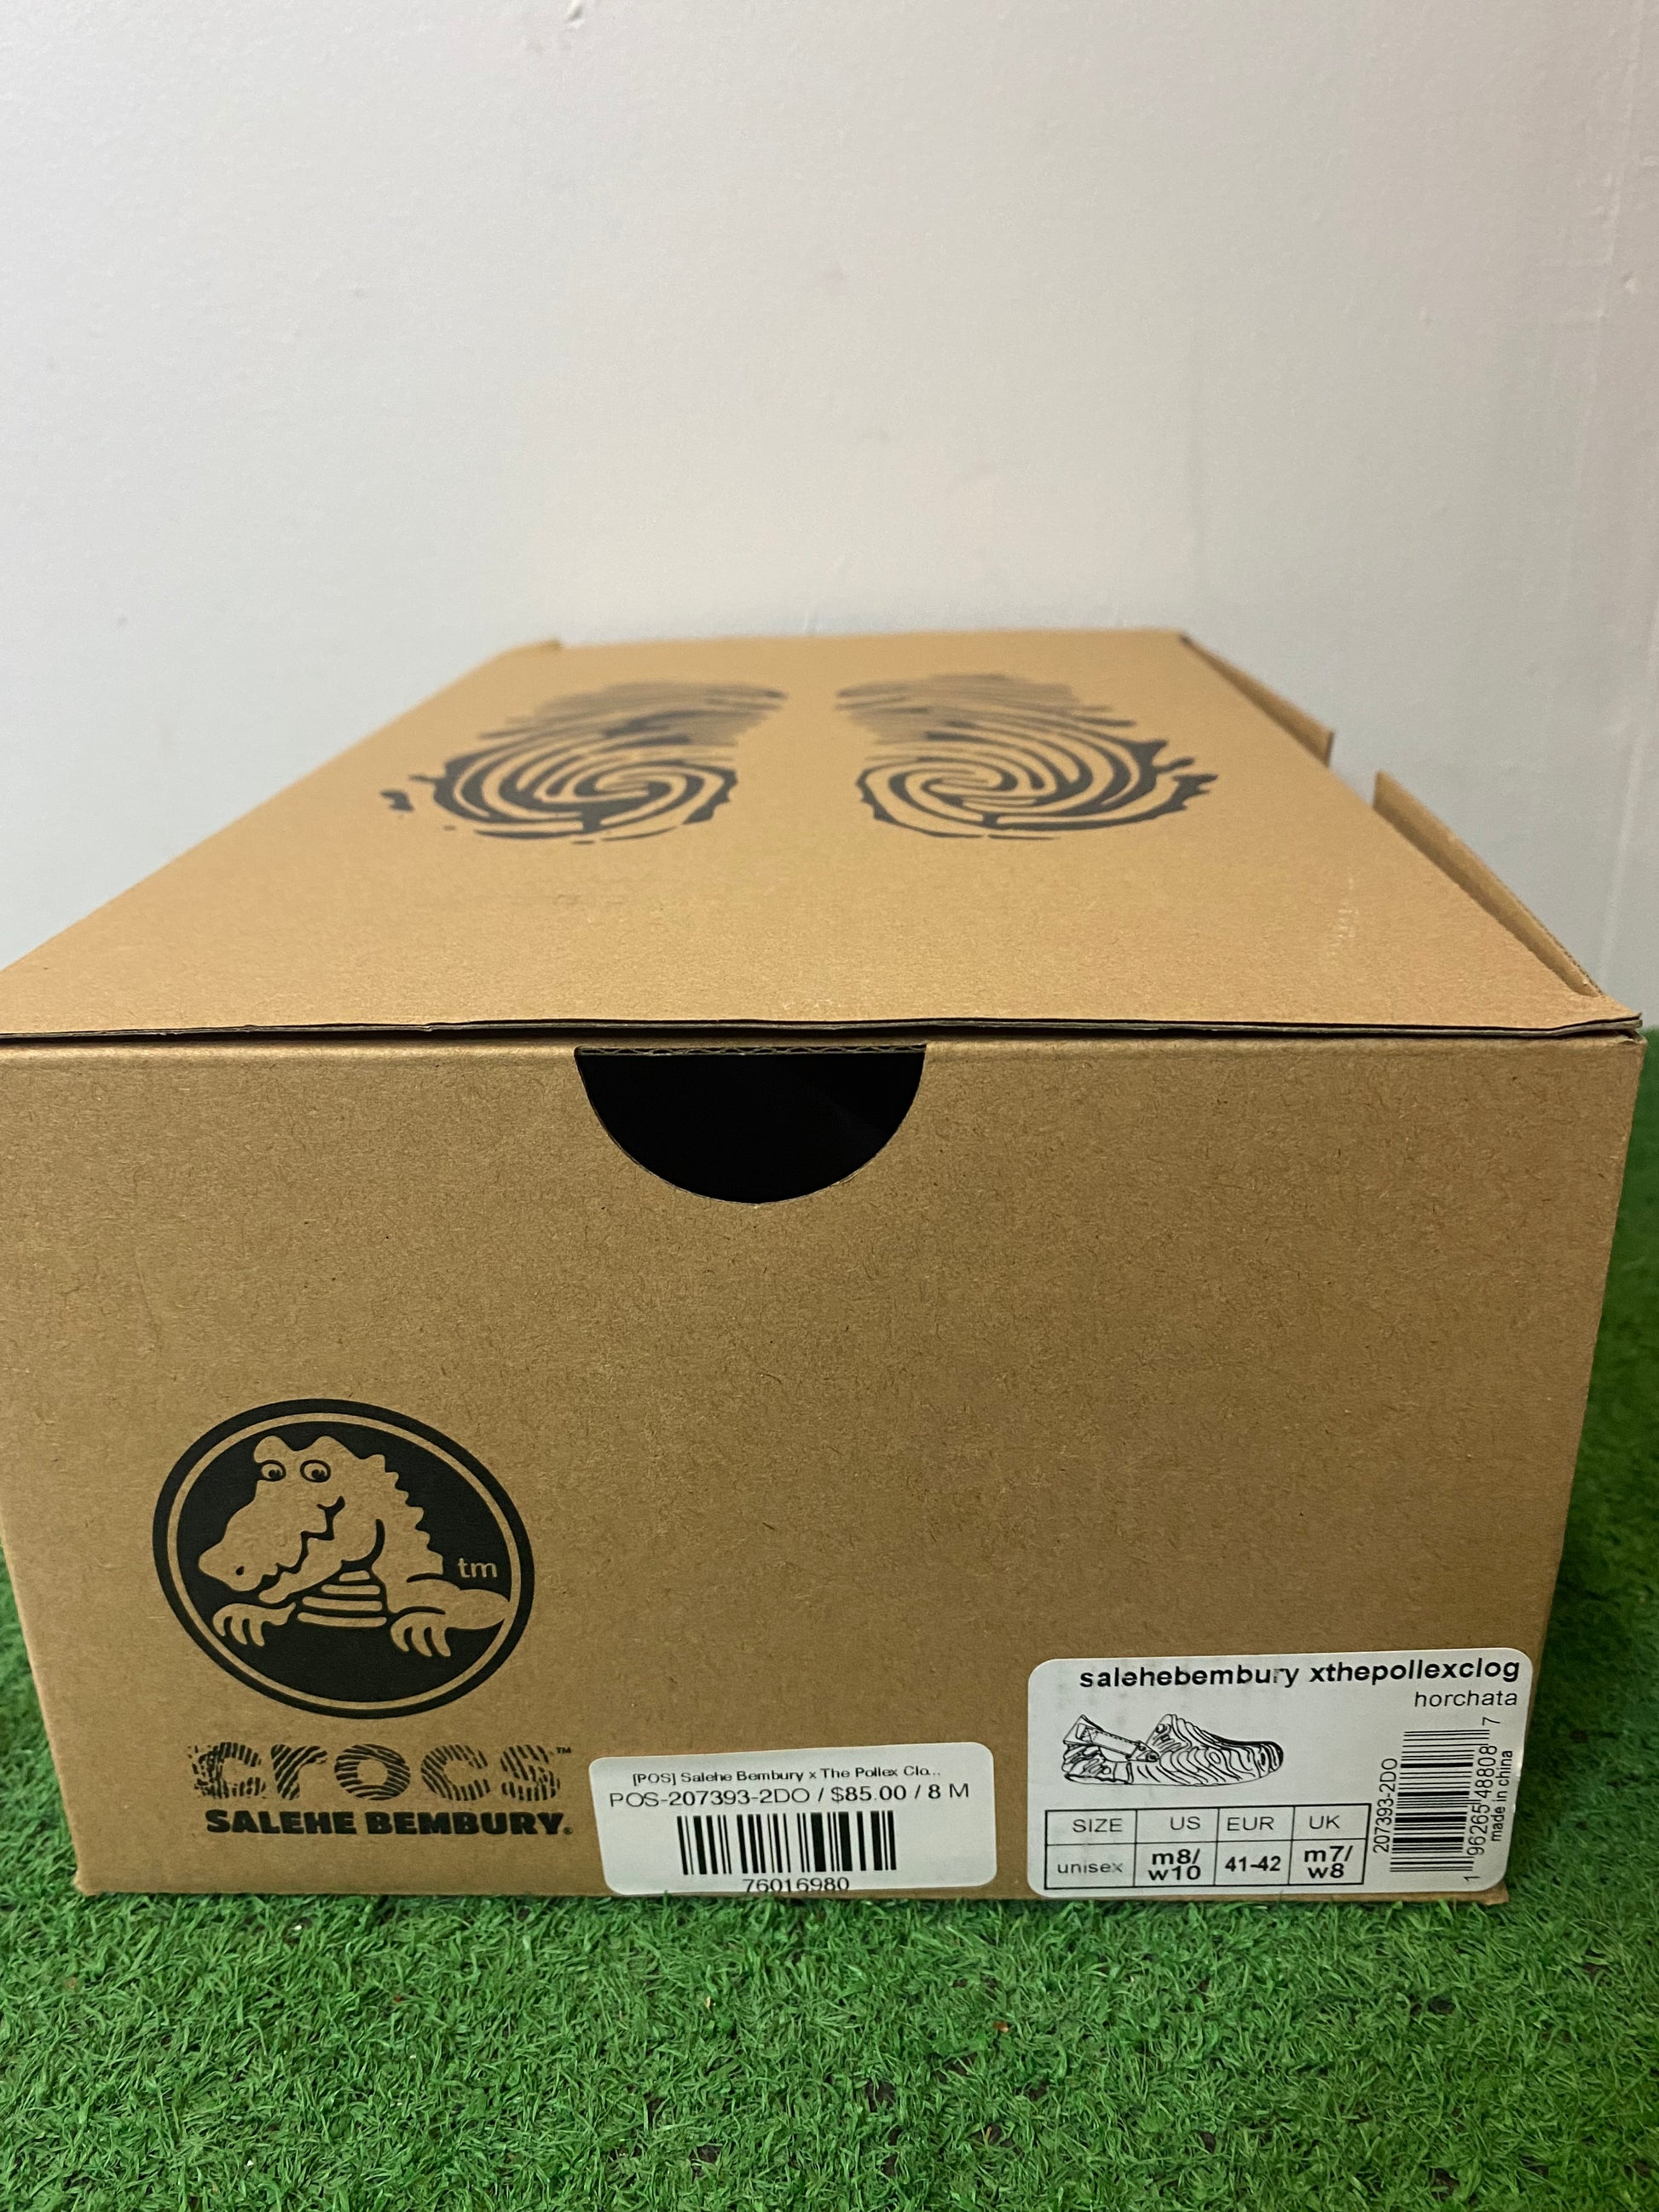 tm
crocs™
SALEHE BEMBURY.
[POS] Salehe Bembury x The Pollex Clo...
POS-207393-2DO / $85.00 / 8 M
76016980
salehebembury xthepollexclog
horchata
SIZE US EUR UK
unisex m8/ w10 41-42 m7/ w8
207393-2DO
1 96265 48808 7
made in china